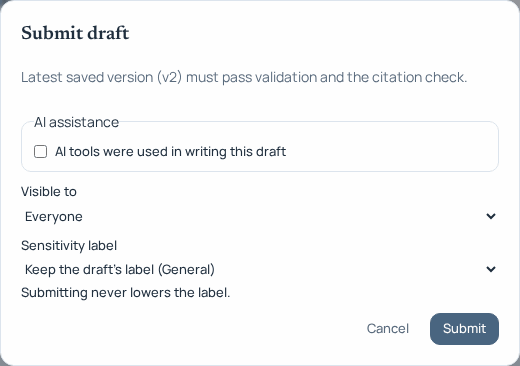 Submit draft
Latest saved version (v2) must pass validation and the citation check.
AI assistance
AI tools were used in writing this draft
Visible to
Everyone
Sensitivity label
Keep the draft's label (General)
Submitting never lowers the label.
Cancel Submit